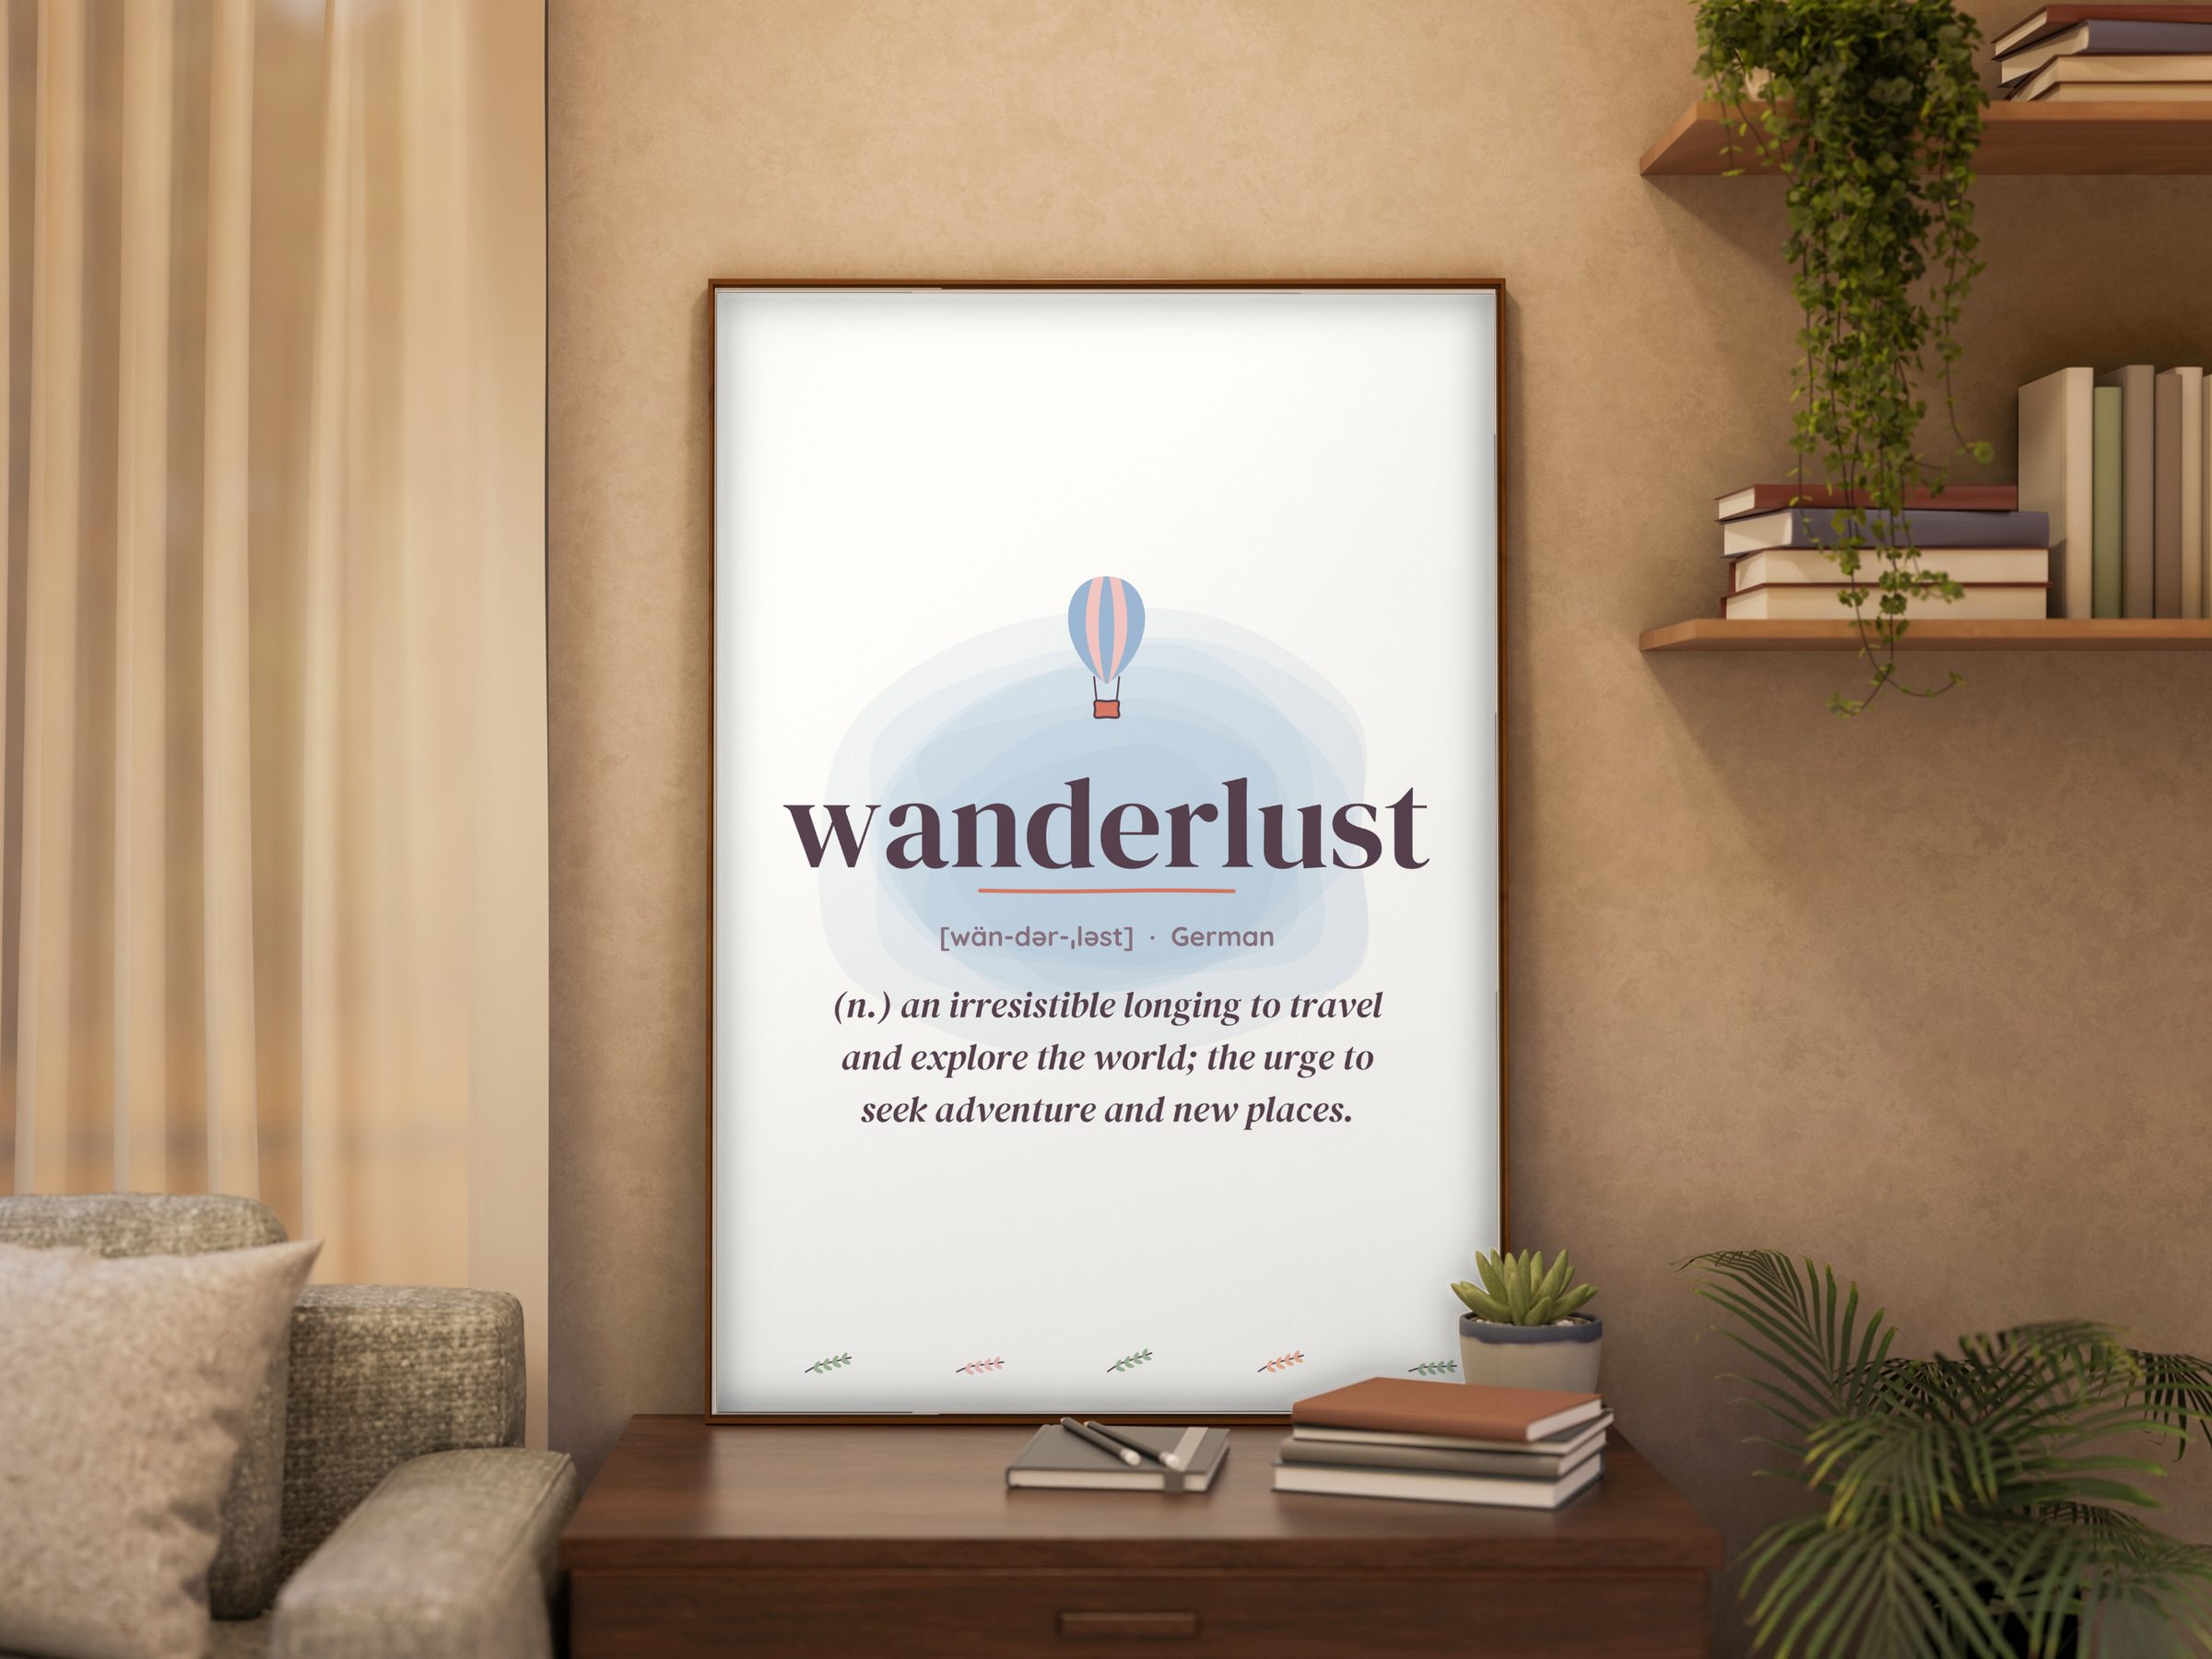 wanderlust
[wän-dər-ˌləst] · German
(n.) an irresistible longing to travel
and explore the world; the urge to
seek adventure and new places.